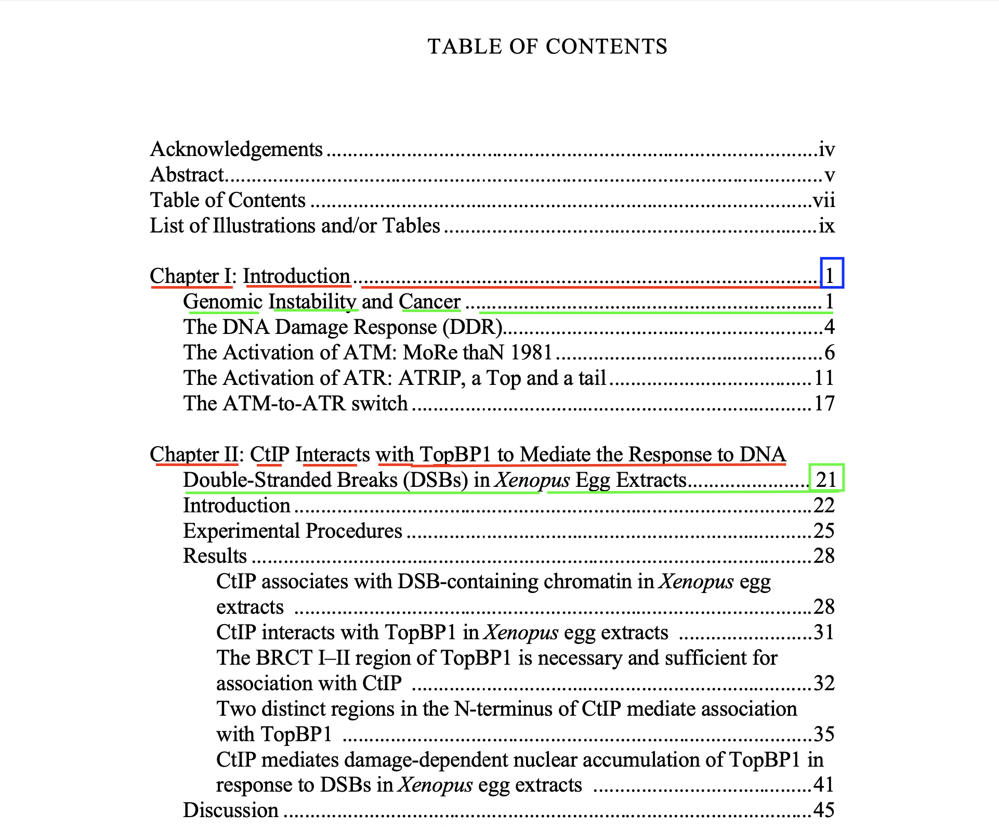 TABLE OF CONTENTS
Acknowledgements ........ iv
Abstract ........ v
Table of Contents ........ vii
List of Illustrations and/or Tables ........ ix
Chapter I: Introduction ........ 1
Genomic Instability and Cancer ........ 1
The DNA Damage Response (DDR) ........ 4
The Activation of ATM: MoRe thaN 1981 ........ 6
The Activation of ATR: ATRIP, a Top and a tail ........ 11
The ATM-to-ATR switch ........ 17
Chapter II: CtIP Interacts with TopBP1 to Mediate the Response to DNA
Double-Stranded Breaks (DSBs) in Xenopus Egg Extracts ........ 21
Introduction ........ 22
Experimental Procedures ........ 25
Results ........ 28
CtIP associates with DSB-containing chromatin in Xenopus egg
extracts ........ 28
CtIP interacts with TopBP1 in Xenopus egg extracts ........ 31
The BRCT I–II region of TopBP1 is necessary and sufficient for
association with CtIP ........ 32
Two distinct regions in the N-terminus of CtIP mediate association
with TopBP1 ........ 35
CtIP mediates damage-dependent nuclear accumulation of TopBP1 in
response to DSBs in Xenopus egg extracts ........ 41
Discussion ........ 45